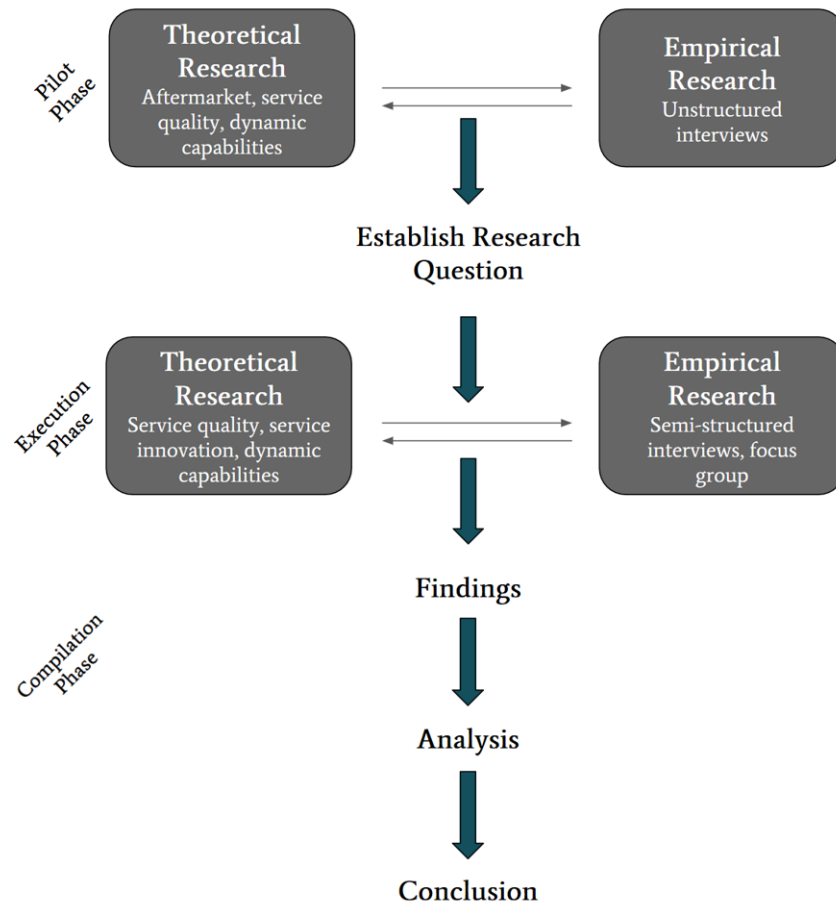 Pilot
Phase
Theoretical
Research
Aftermarket, service
quality, dynamic
capabilities
Empirical
Research
Unstructured
interviews
Establish Research
Question
Execution
Phase
Theoretical
Research
Service quality, service
innovation, dynamic
capabilities
Empirical
Research
Semi-structured
interviews, focus
group
Findings
Compilation
Phase
Analysis
Conclusion